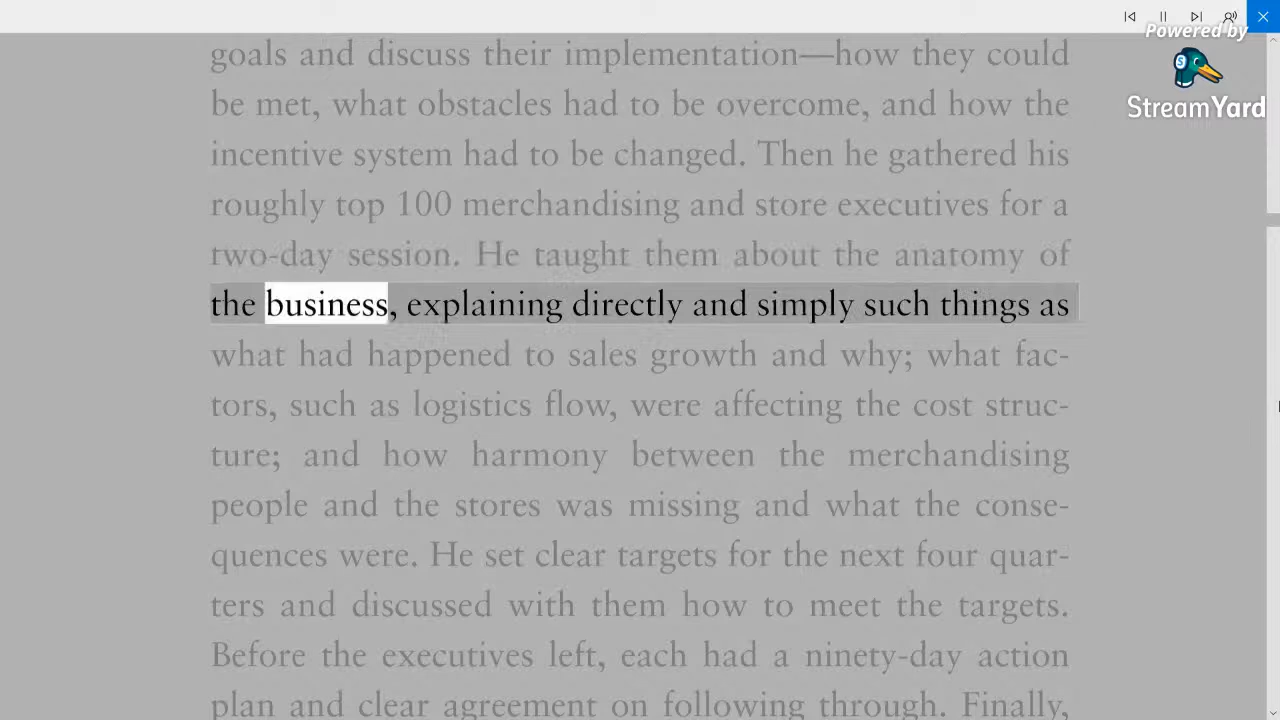 Powered by
StreamYard
goals and discuss their implementation—how they could
be met, what obstacles had to be overcome, and how the
incentive system had to be changed. Then he gathered his
roughly top 100 merchandising and store executives for a
two-day session. He taught them about the anatomy of
the business, explaining directly and simply such things as
what had happened to sales growth and why; what fac-
tors, such as logistics flow, were affecting the cost struc-
ture; and how harmony between the merchandising
people and the stores was missing and what the conse-
quences were. He set clear targets for the next four quar-
ters and discussed with them how to meet the targets.
Before the executives left, each had a ninety-day action
plan and clear agreement on following through. Finally,